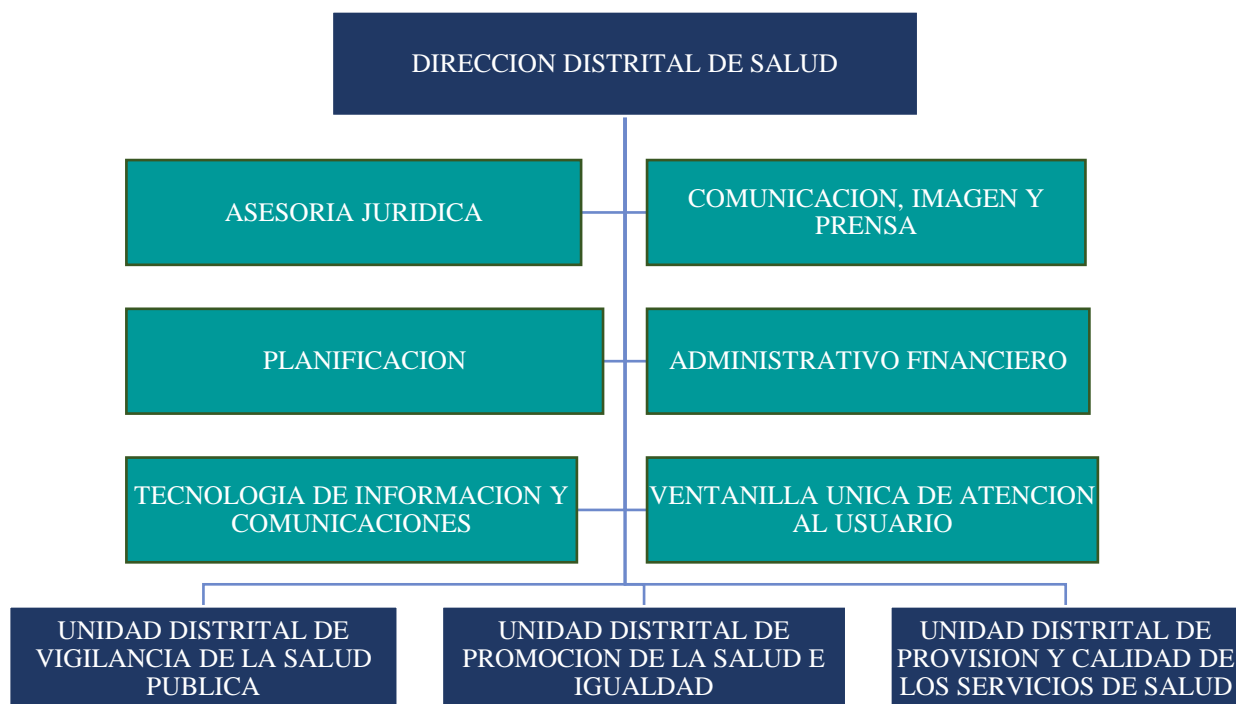 DIRECCION DISTRITAL DE SALUD
ASESORIA JURIDICA
COMUNICACION, IMAGEN Y
PRENSA
PLANIFICACION
ADMINISTRATIVO FINANCIERO
TECNOLOGIA DE INFORMACION Y
COMUNICACIONES
VENTANILLA UNICA DE ATENCION
AL USUARIO
UNIDAD DISTRITAL DE
VIGILANCIA DE LA SALUD
PUBLICA
UNIDAD DISTRITAL DE
PROMOCION DE LA SALUD E
IGUALDAD
UNIDAD DISTRITAL DE
PROVISION Y CALIDAD DE
LOS SERVICIOS DE SALUD